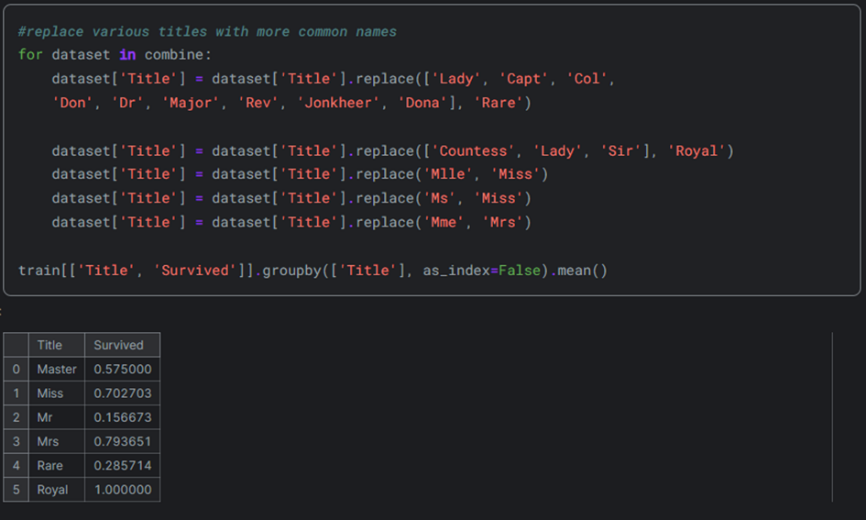 #replace various titles with more common names
for dataset in combine:
    dataset['Title'] = dataset['Title'].replace(['Lady', 'Capt', 'Col',
    'Don', 'Dr', 'Major', 'Rev', 'Jonkheer', 'Dona'], 'Rare')

    dataset['Title'] = dataset['Title'].replace(['Countess', 'Lady', 'Sir'], 'Royal')
    dataset['Title'] = dataset['Title'].replace('Mlle', 'Miss')
    dataset['Title'] = dataset['Title'].replace('Ms', 'Miss')
    dataset['Title'] = dataset['Title'].replace('Mme', 'Mrs')

train[['Title', 'Survived']].groupby(['Title'], as_index=False).mean()
:
Title Survived
0 Master 0.575000
1 Miss 0.702703
2 Mr 0.156673
3 Mrs 0.793651
4 Rare 0.285714
5 Royal 1.000000